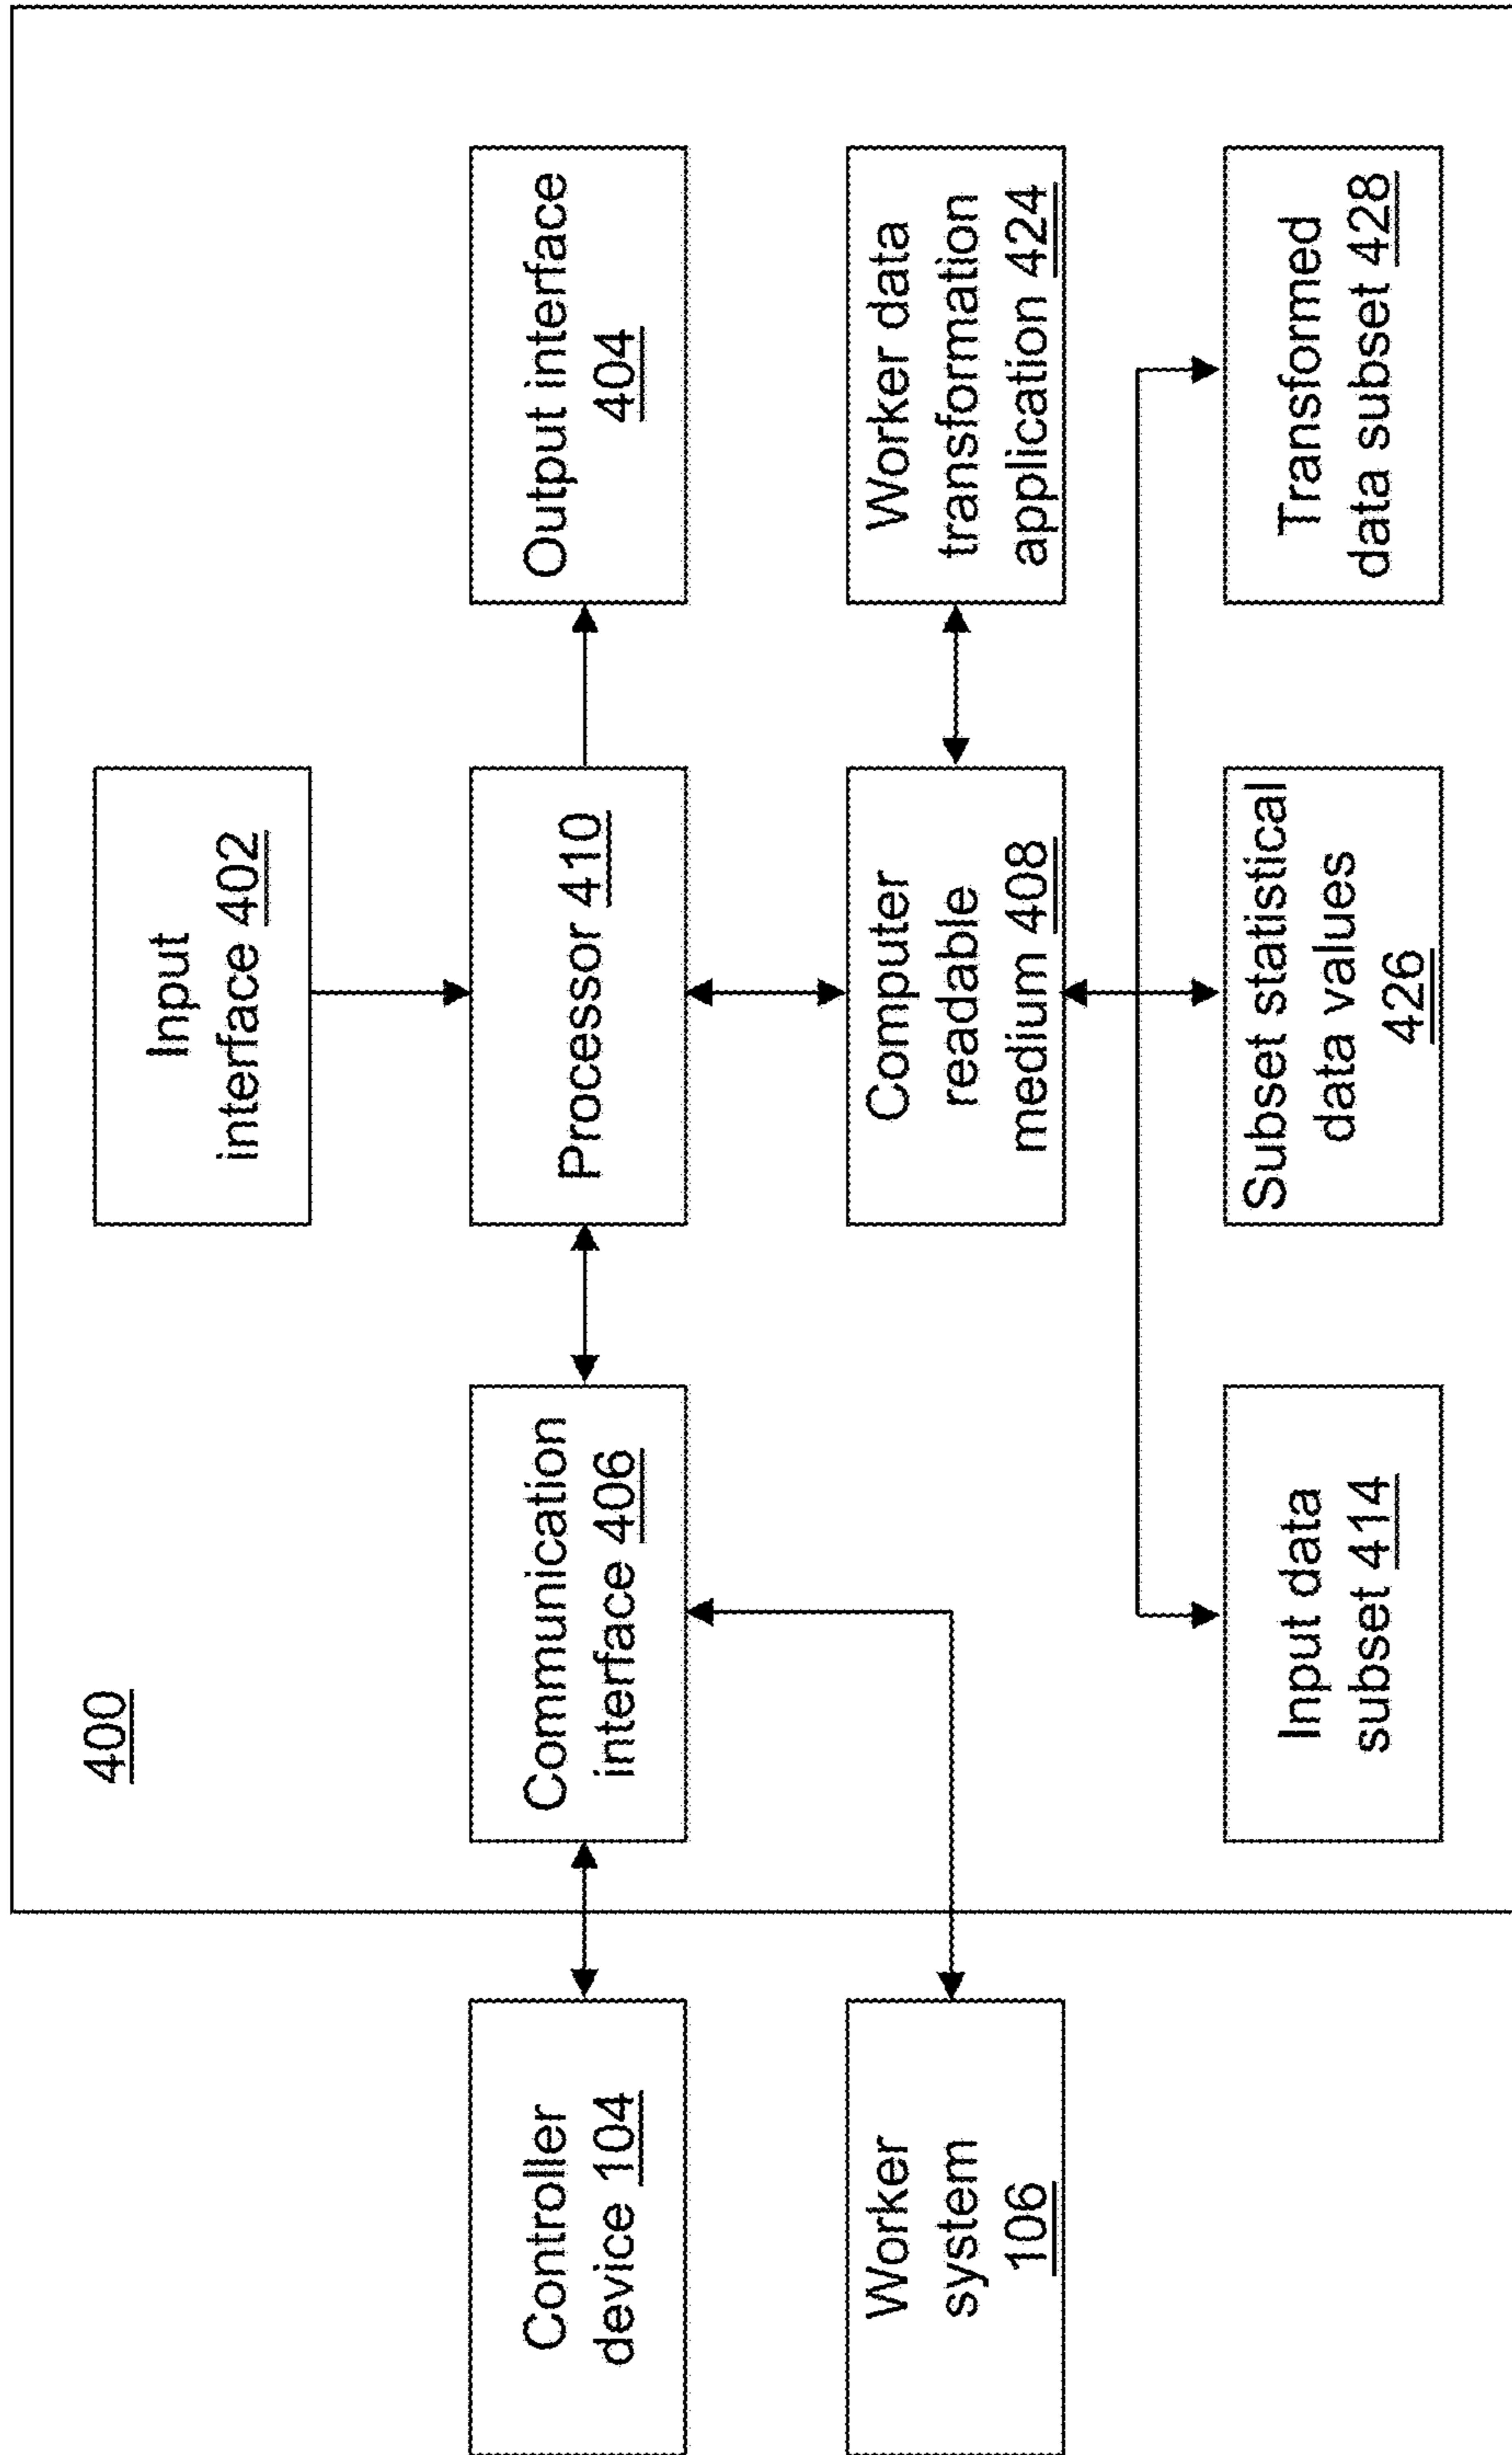 400
Input
interface 402
Controller
device 104
Communication
interface 406
Processor 410
Output interface
404
Worker
system
106
Computer
readable
medium 408
Worker data
transformation
application 424
Input data
subset 414
Subset statistical
data values
426
Transformed
data subset 428